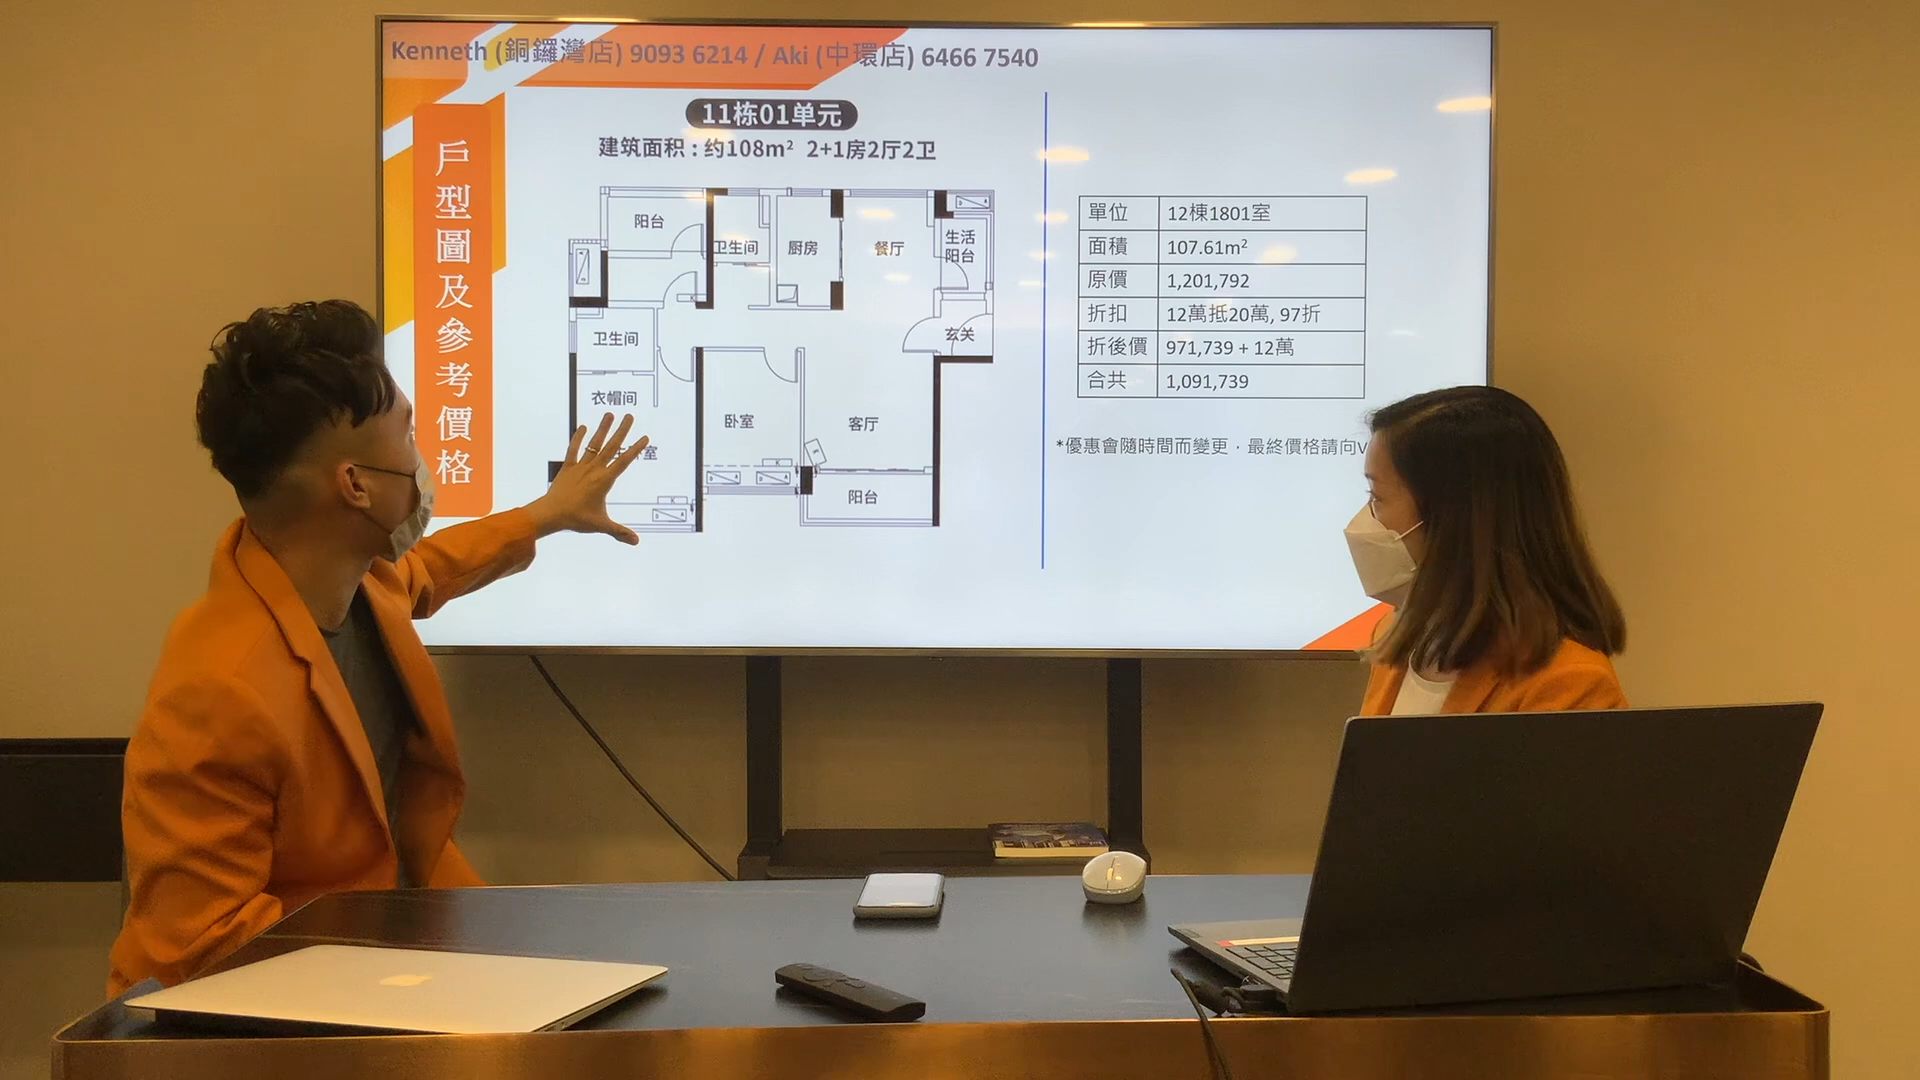 Kenneth (銅鑼灣店) 9093 6214 / Aki (中環店) 6466 7540
戶型圖及參考價格
11栋01单元
建筑面积：约108m² 2+1房2厅2卫
阳台
卫生间
厨房
餐厅
生活
阳台
玄关
卫生间
衣帽间
卧室
卧室
客厅
阳台
單位 12棟1801室
面積 107.61m²
原價 1,201,792
折扣 12萬抵20萬, 97折
折後價 971,739 + 12萬
合共 1,091,739
*優惠會隨時間而變更，最終價格請向V